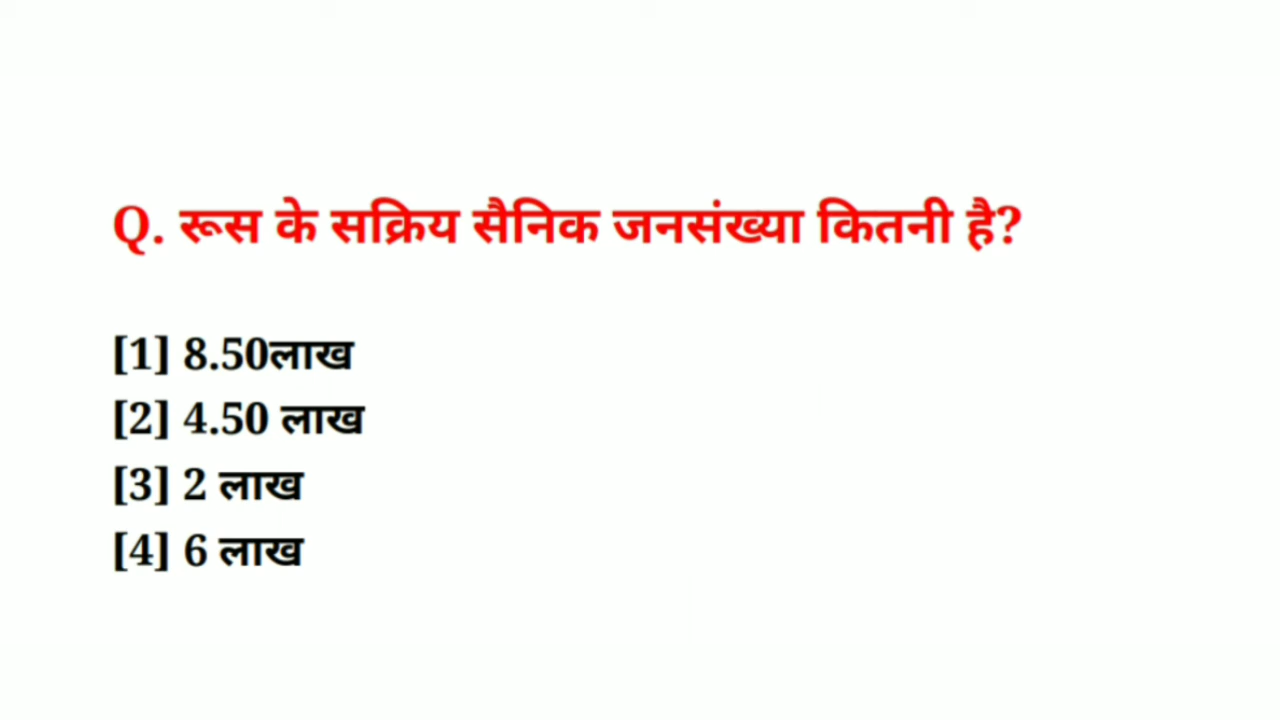 Q. रूस के सक्रिय सैनिक जनसंख्या कितनी है?
[1] 8.50लाख
[2] 4.50 लाख
[3] 2 लाख
[4] 6 लाख